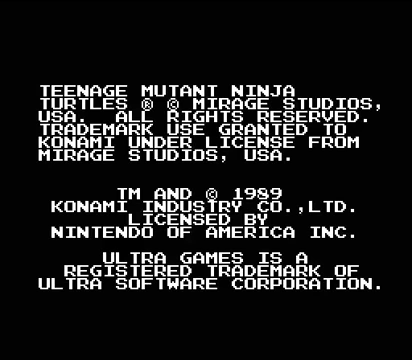 TEENAGE MUTANT NINJA
TURTLES ® © MIRAGE STUDIOS,
USA.  ALL RIGHTS RESERVED.
TRADEMARK USE GRANTED TO
KONAMI UNDER LICENSE FROM
MIRAGE STUDIOS, USA.
TM AND © 1989
KONAMI INDUSTRY CO.,LTD.
LICENSED BY
NINTENDO OF AMERICA INC.
ULTRA GAMES IS A
REGISTERED TRADEMARK OF
ULTRA SOFTWARE CORPORATION.